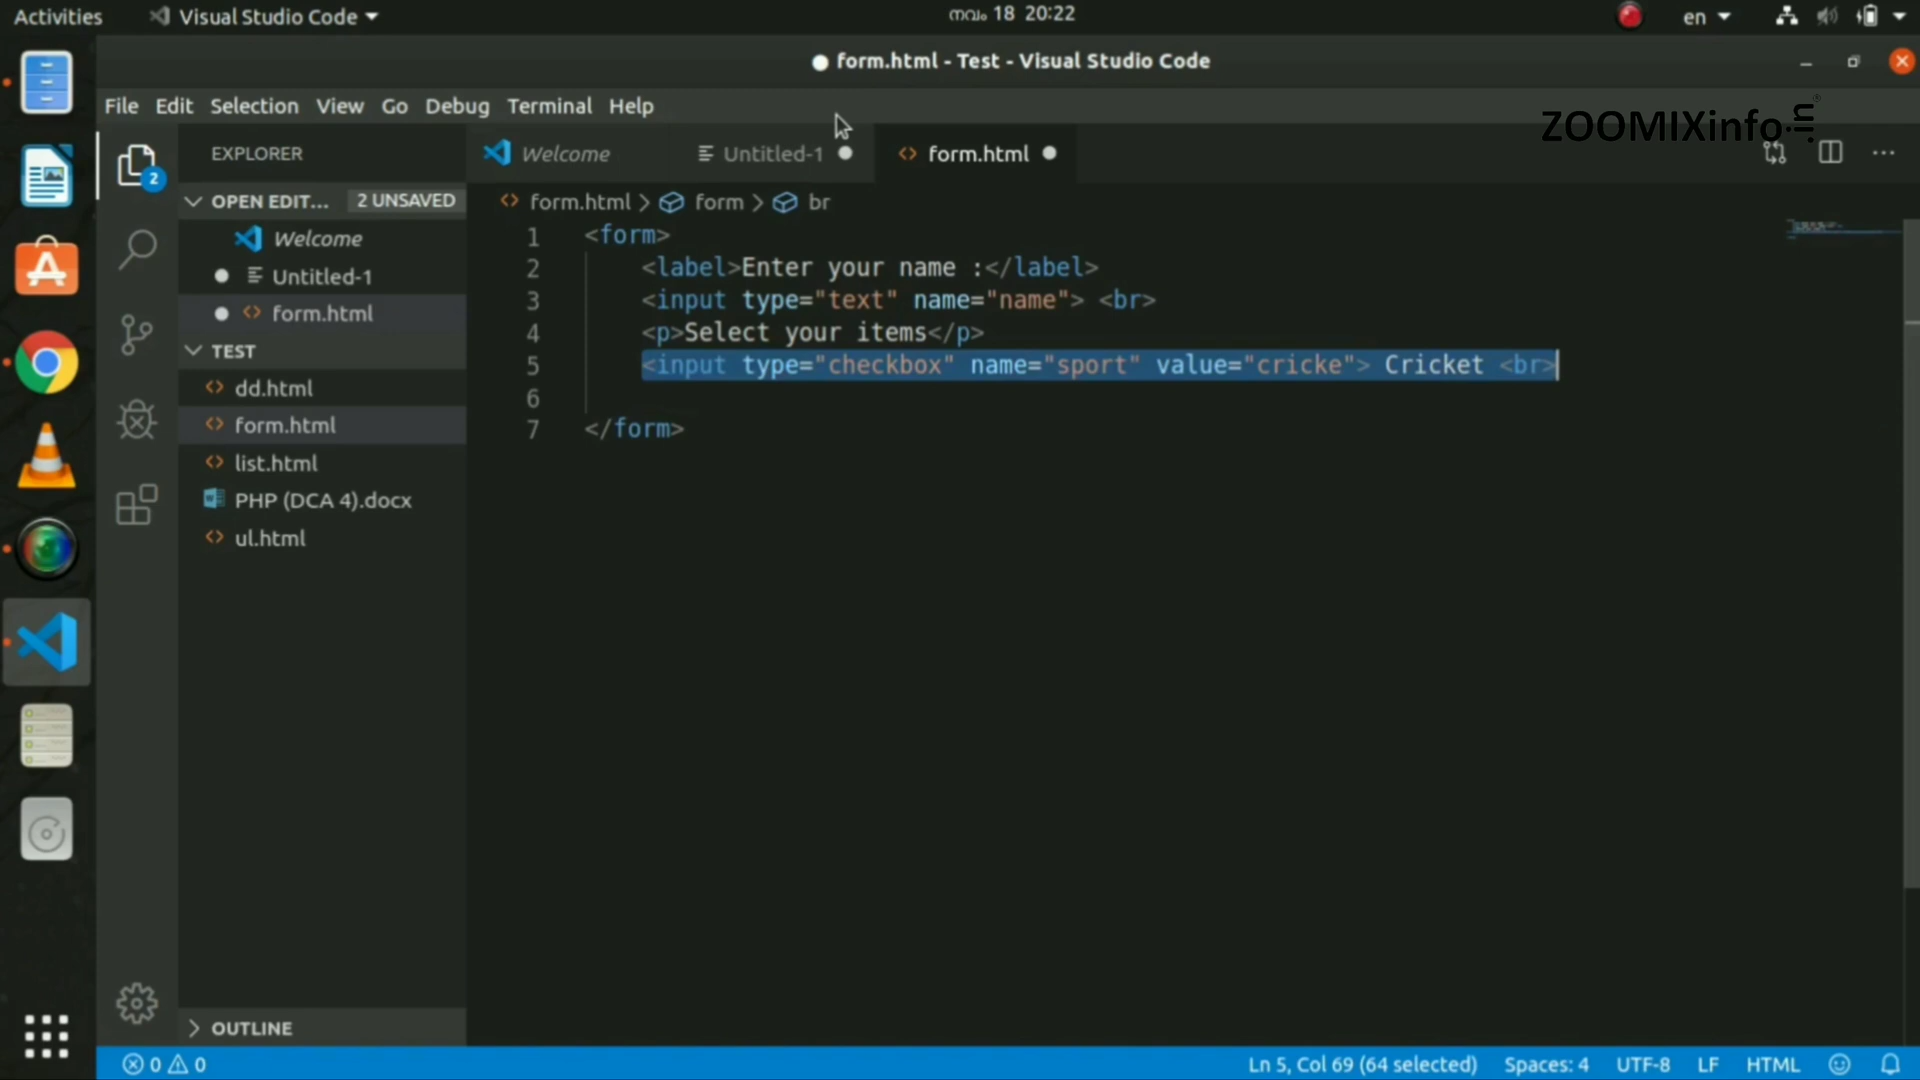 Activities
Visual Studio Code
നവം 18 20:22
en
form.html - Test - Visual Studio Code
File Edit Selection View Go Debug Terminal Help
ZOOMIXinfo.in
2
EXPLORER
OPEN EDIT... 2 UNSAVED
Welcome
Untitled-1
form.html
TEST
dd.html
form.html
list.html
PHP (DCA 4).docx
ul.html
OUTLINE
Welcome
Untitled-1
form.html
form.html > form > br
1 <form>
2 <label>Enter your name :</label>
3 <input type="text" name="name"> <br>
4 <p>Select your items</p>
5 <input type="checkbox" name="sport" value="cricke"> Cricket <br>
6
7 </form>
0 0
Ln 5, Col 69 (64 selected) Spaces: 4 UTF-8 LF HTML